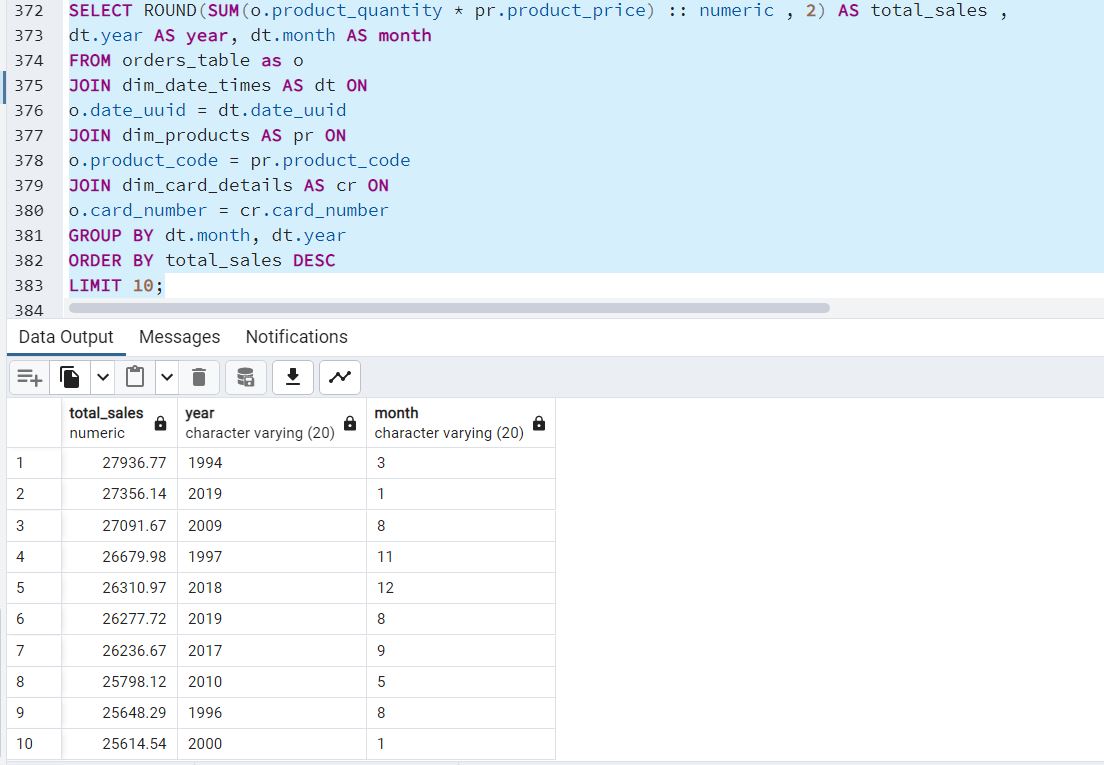 372 SELECT ROUND(SUM(o.product_quantity * pr.product_price) :: numeric , 2) AS total_sales ,
373 dt.year AS year, dt.month AS month
374 FROM orders_table as o
375 JOIN dim_date_times AS dt ON
376 o.date_uuid = dt.date_uuid
377 JOIN dim_products AS pr ON
378 o.product_code = pr.product_code
379 JOIN dim_card_details AS cr ON
380 o.card_number = cr.card_number
381 GROUP BY dt.month, dt.year
382 ORDER BY total_sales DESC
383 LIMIT 10;
384
Data Output Messages Notifications
total_sales year month
numeric character varying (20) character varying (20)
1 27936.77 1994 3
2 27356.14 2019 1
3 27091.67 2009 8
4 26679.98 1997 11
5 26310.97 2018 12
6 26277.72 2019 8
7 26236.67 2017 9
8 25798.12 2010 5
9 25648.29 1996 8
10 25614.54 2000 1